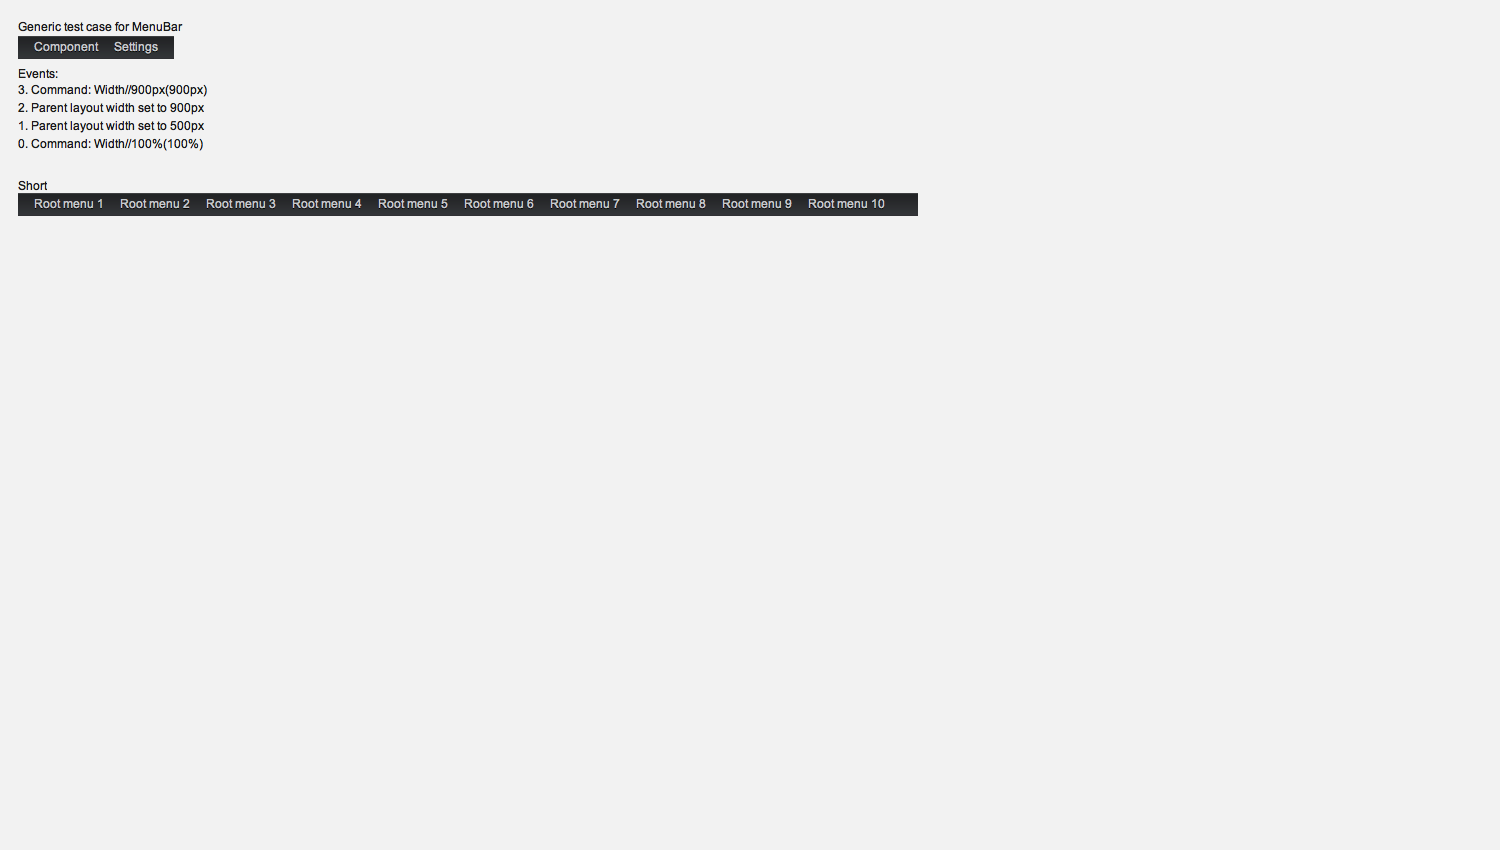 Generic test case for MenuBar
Component Settings
Events:
3. Command: Width//900px(900px)
2. Parent layout width set to 900px
1. Parent layout width set to 500px
0. Command: Width//100%(100%)
Short
Root menu 1 Root menu 2 Root menu 3 Root menu 4 Root menu 5 Root menu 6 Root menu 7 Root menu 8 Root menu 9 Root menu 10